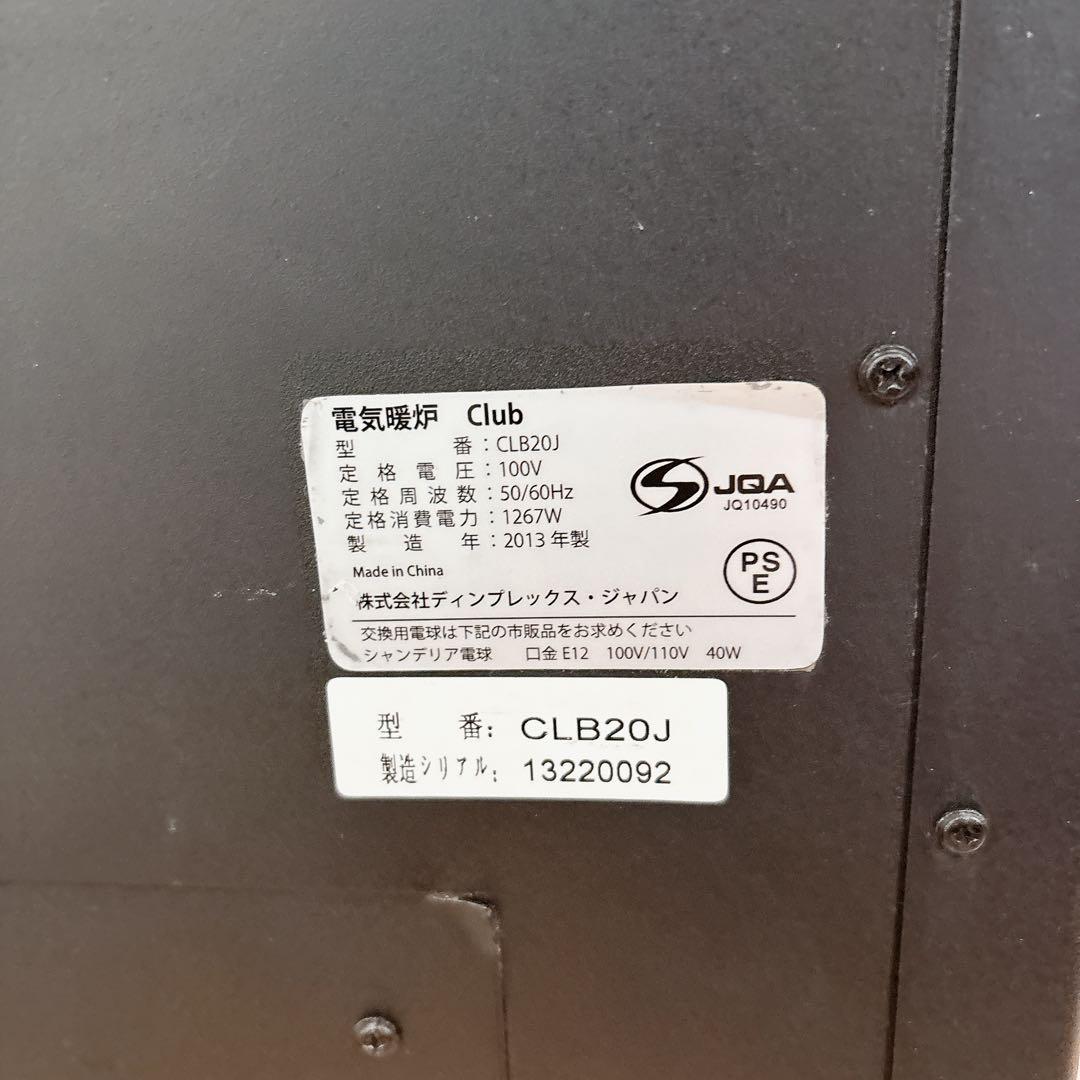 電気暖炉 Club
型 番：CLB20J
定格電圧：100V
定格周波数：50/60Hz
定格消費電力：1267W
製造年：2013年製
Made in China
株式会社ディンプレックス・ジャパン
JQA
JQ10490
PS
E
交換用電球は下記の市販品をお求めください
シャンデリア電球 口金 E12 100V/110V 40W
型 番：CLB20J
製造シリアル：13220092